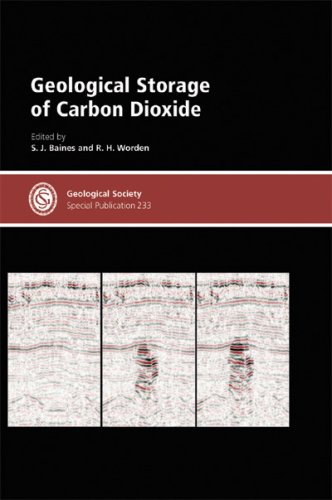 Geological Storage
of Carbon Dioxide
Edited by
S. J. Baines and R. H. Worden
Geological Society
Special Publication 233